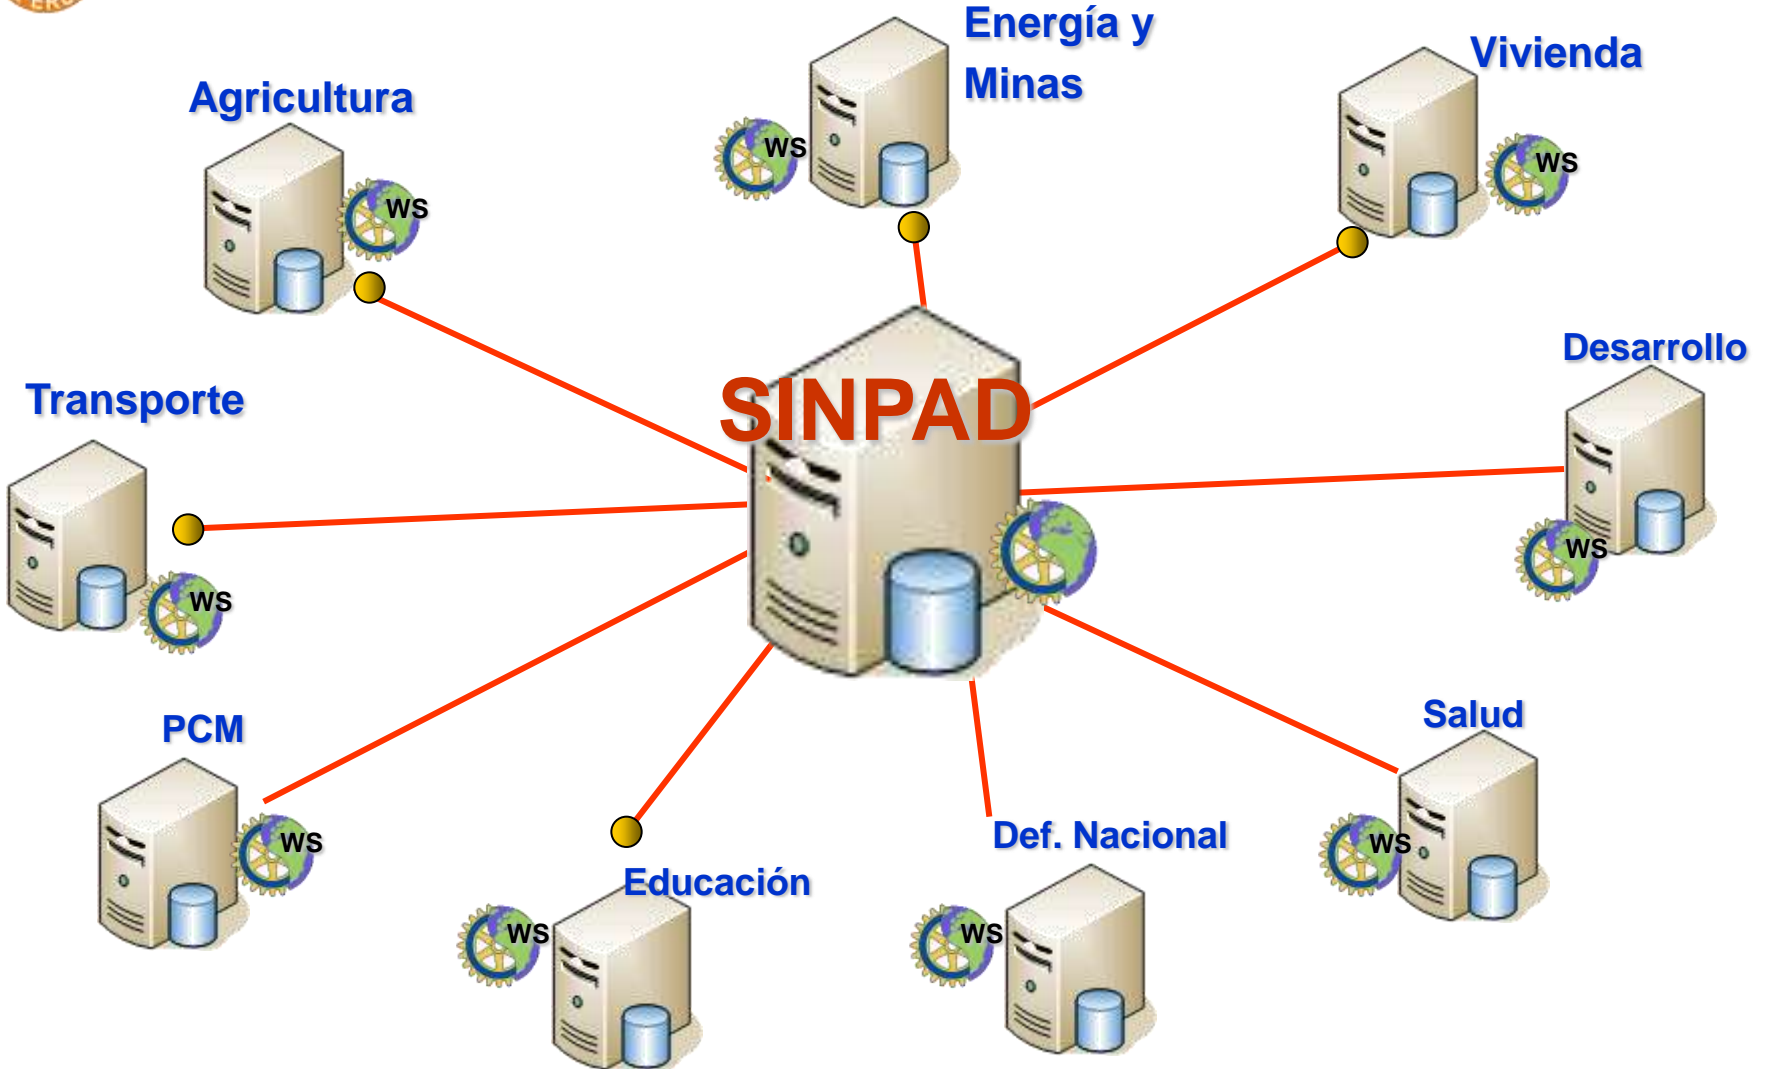 Energía y
Minas
Vivienda
Agricultura
WS
WS
WS
Desarrollo
SINPAD
Transporte
WS
WS
PCM
Salud
WS
Def. Nacional
WS
Educación
WS
WS